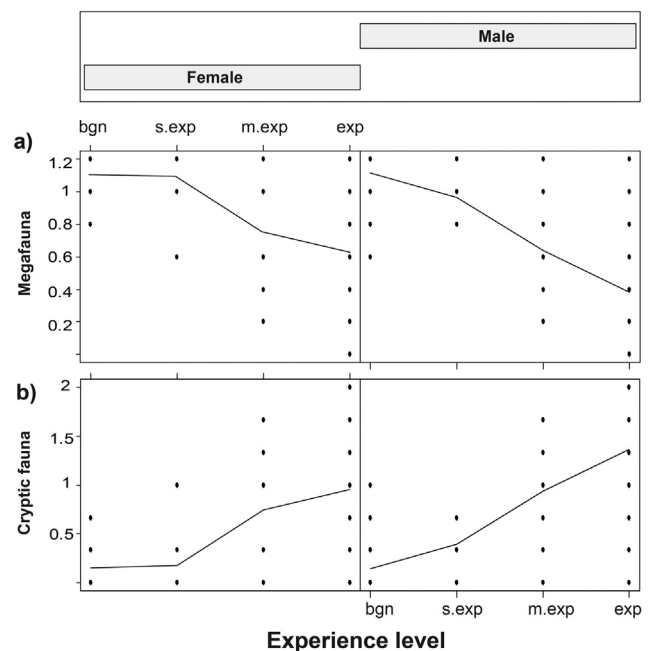 Male
Female
bgn s.exp m.exp exp
a)
1.2
1
0.8
0.6
0.4
0.2
Megafauna
b)
2
1.5
1
0.5
Cryptic fauna
bgn s.exp m.exp exp
Experience level